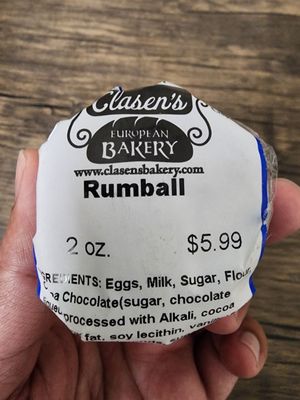 Clasen's
EUROPEAN
BAKERY
www.clasensbakery.com
Rumball
2 oz. $5.99
Eggs, Milk, Sugar, Flour
Chocolate(sugar, chocolate
processed with Alkali, cocoa
fat, soy lecithin,